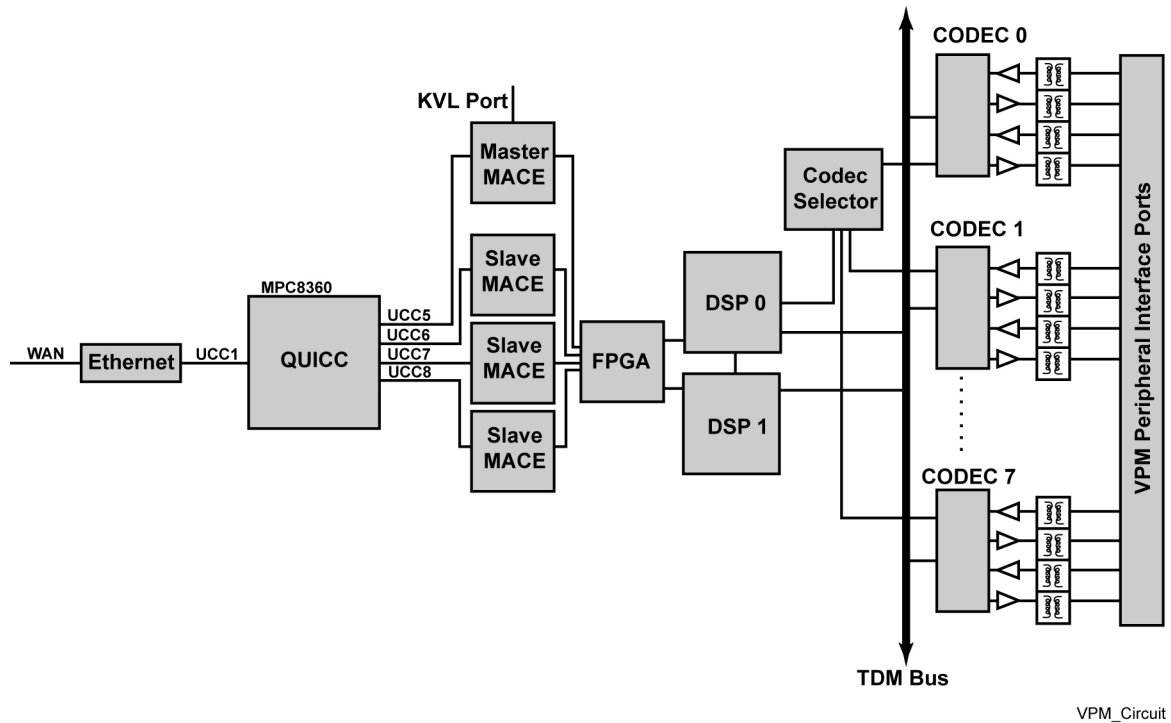 CODEC 0
KVL Port
Master
MACE
Codec
Selector
CODEC 1
Slave
MACE
DSP 0
MPC8360
UCC5
UCC6
UCC7
UCC8
WAN
Ethernet
UCC1
QUICC
Slave
MACE
FPGA
DSP 1
Slave
MACE
CODEC 7
VPM Peripheral Interface Ports
TDM Bus
VPM_Circuit